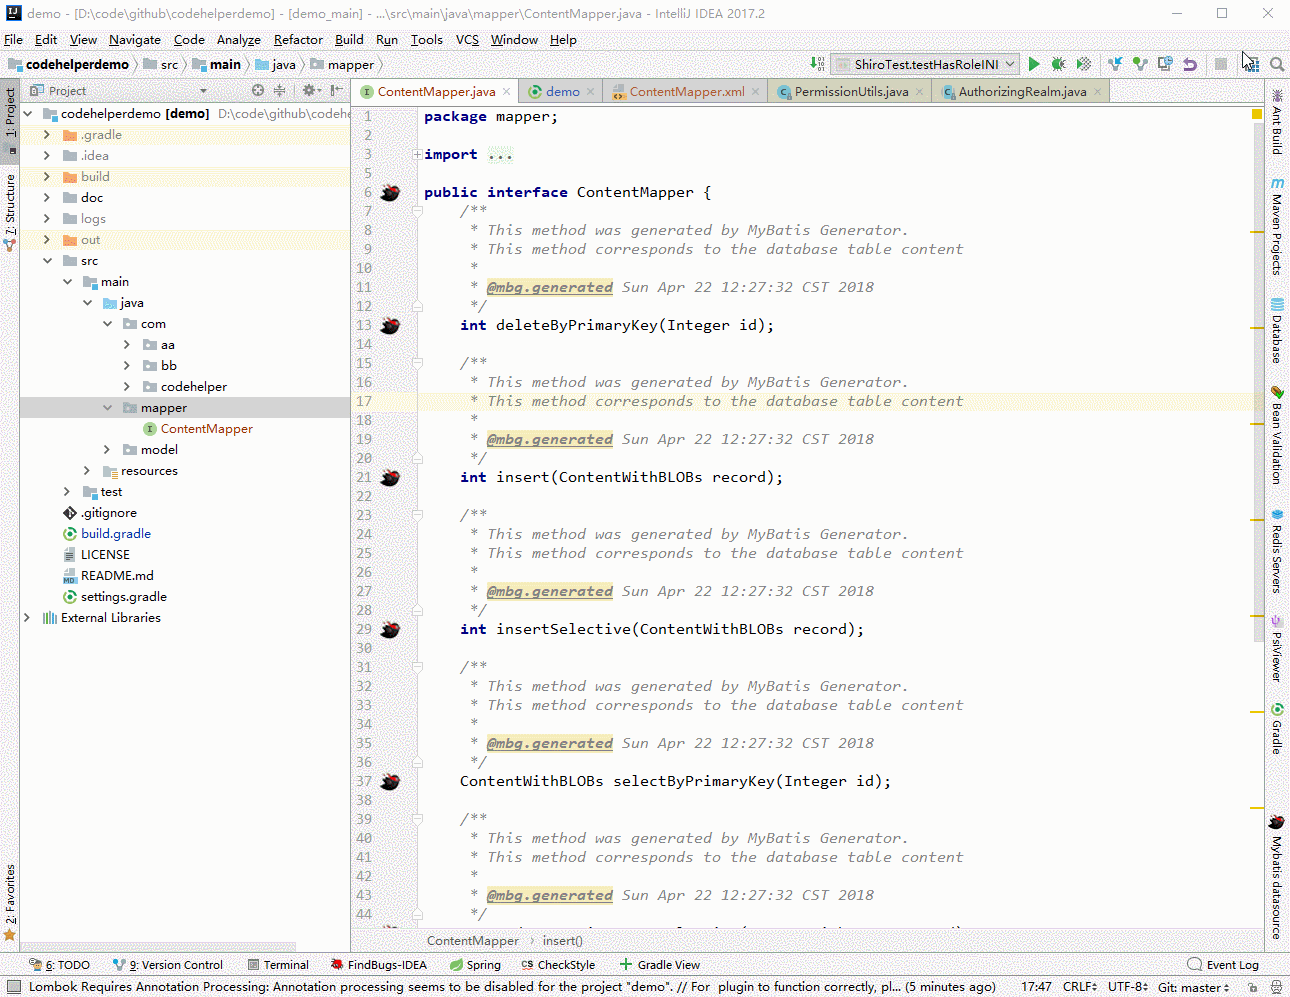 demo - [D:\code\github\codehelperdemo] - [demo_main] - ...\src\main\java\mapper\ContentMapper.java - IntelliJ IDEA 2017.2
File Edit View Navigate Code Analyze Refactor Build Run Tools VCS Window Help
codehelperdemo src main java mapper ShiroTest.testHasRoleINI
Project
ContentMapper.java demo ContentMapper.xml PermissionUtils.java AuthorizingRealm.java
1: Project
7: Structure
2: Favorites
codehelperdemo [demo] D:\code\github\codehe
.gradle
.idea
build
doc
logs
out
src
main
java
com
aa
bb
codehelper
mapper
ContentMapper
model
resources
test
.gitignore
build.gradle
LICENSE
README.md
settings.gradle
External Libraries
1 package mapper;
2
3 import ...
5
6 public interface ContentMapper {
7 /**
8 * This method was generated by MyBatis Generator.
9 * This method corresponds to the database table content
10 *
11 * @mbg.generated Sun Apr 22 12:27:32 CST 2018
12 */
13 int deleteByPrimaryKey(Integer id);
14
15 /**
16 * This method was generated by MyBatis Generator.
17 * This method corresponds to the database table content
18 *
19 * @mbg.generated Sun Apr 22 12:27:32 CST 2018
20 */
21 int insert(ContentWithBLOBs record);
22
23 /**
24 * This method was generated by MyBatis Generator.
25 * This method corresponds to the database table content
26 *
27 * @mbg.generated Sun Apr 22 12:27:32 CST 2018
28 */
29 int insertSelective(ContentWithBLOBs record);
30
31 /**
32 * This method was generated by MyBatis Generator.
33 * This method corresponds to the database table content
34 *
35 * @mbg.generated Sun Apr 22 12:27:32 CST 2018
36 */
37 ContentWithBLOBs selectByPrimaryKey(Integer id);
38
39 /**
40 * This method was generated by MyBatis Generator.
41 * This method corresponds to the database table content
42 *
43 * @mbg.generated Sun Apr 22 12:27:32 CST 2018
44 */
ContentMapper insert()
Ant Build
Maven Projects
Database
Bean Validation
Redis Servers
PsiViewer
Gradle
Mybatis datasource
6: TODO 9: Version Control Terminal FindBugs-IDEA Spring CheckStyle Gradle View Event Log
Lombok Requires Annotation Processing: Annotation processing seems to be disabled for the project "demo". // For plugin to function correctly, pl... (5 minutes ago) 17:47 CRLF UTF-8 Git: master